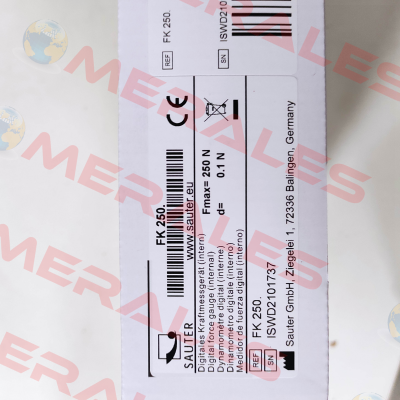 REF FK 250.
SN ISWD2101
FK 250.
www.sauter.eu
CE
Fmax= 250 N
d= 0.1 N
SAUTER
Digitales Kraftmessgerät (intern)
Digital force gauge (internal)
Dynamomètre digital (interne)
Dinamometro digitale (interno)
Medidor de fuerza digital (interno)
REF FK 250.
SN ISWD2101737
Sauter GmbH, Ziegelei 1, 72336 Balingen, Germany
MERALES
MERALES
MERALES